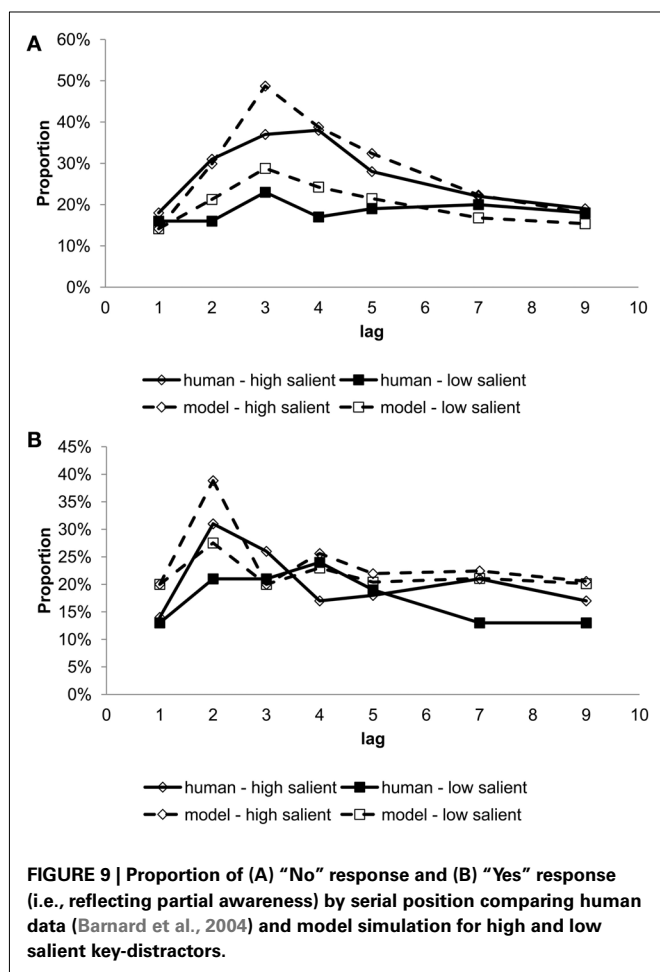 A
60%
50%
40%
30%
20%
10%
0%
Proportion
0 1 2 3 4 5 6 7 8 9 10
lag
human - high salient human - low salient
model - high salient model - low salient
B
45%
40%
35%
30%
25%
20%
15%
10%
5%
0%
Proportion
0 1 2 3 4 5 6 7 8 9 10
lag
human - high salient human - low salient
model - high salient model - low salient
FIGURE 9 | Proportion of (A) “No” response and (B) “Yes” response
(i.e., reflecting partial awareness) by serial position comparing human
data (Barnard et al., 2004) and model simulation for high and low
salient key-distractors.